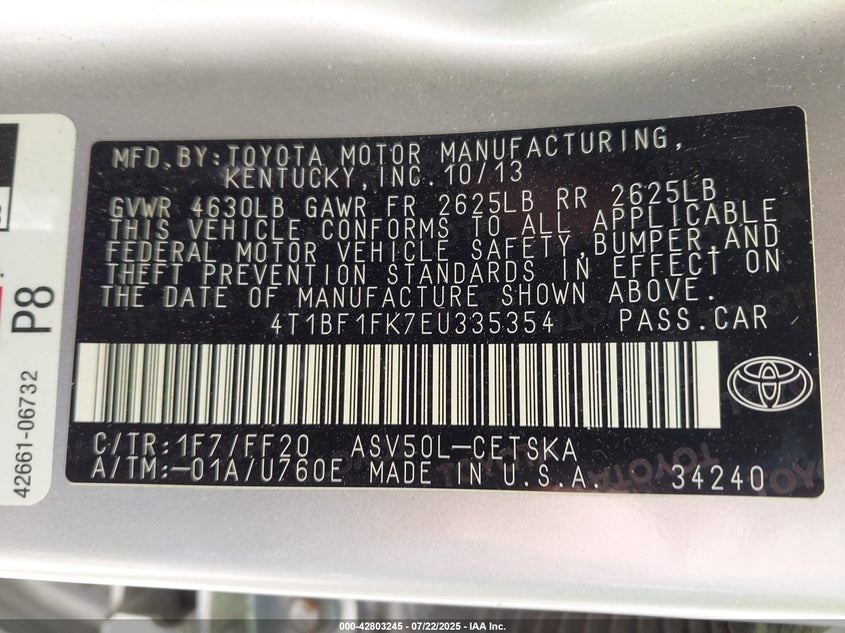 MFD.BY:TOYOTA MOTOR MANUFACTURING,
KENTUCKY,INC.10/13
GVWR 4630LB GAWR FR 2625LB RR 2625LB
THIS VEHICLE CONFORMS TO ALL APPLICABLE
FEDERAL MOTOR VEHICLE SAFETY,BUMPER,AND
THEFT PREVENTION STANDARDS IN EFFECT ON
THE DATE OF MANUFACTURE SHOWN ABOVE.
4T1BF1FK7EU335354 PASS.CAR
C/TR:1F7/FF20 ASV50L-CETSKA
A/TM:-01A/U760E MADE IN U.S.A. 34240
P8
42661-06732
000-42803245 - 07/22/2025 - IAA Inc.